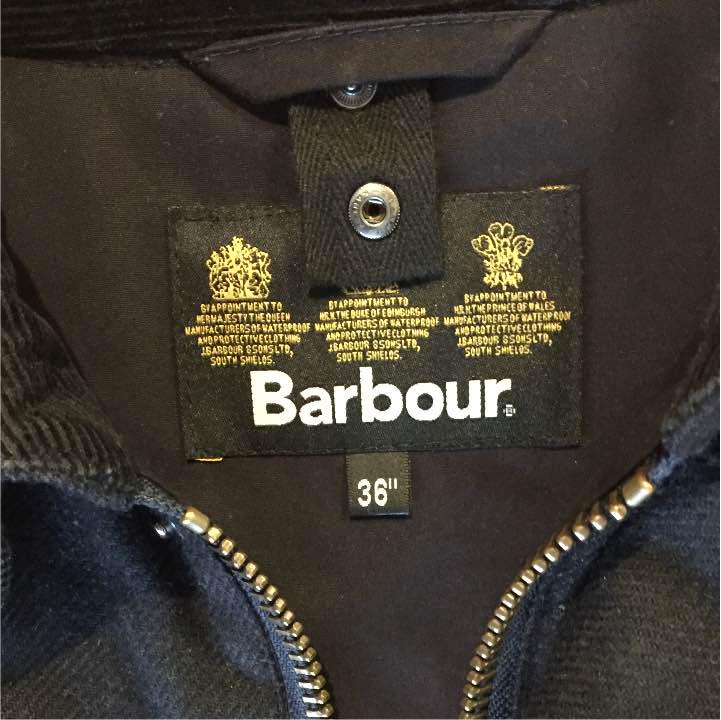 BY APPOINTMENT TO
HER MAJESTY THE QUEEN
MANUFACTURERS OF WATERPROOF
AND PROTECTIVE CLOTHING
J.BARBOUR & SONS LTD,
SOUTH SHIELDS.
BY APPOINTMENT TO
H.R.H. THE DUKE OF EDINBURGH
MANUFACTURERS OF WATERPROOF
AND PROTECTIVE CLOTHING
J.BARBOUR & SONS LTD,
SOUTH SHIELDS.
BY APPOINTMENT TO
H.R.H. THE PRINCE OF WALES
MANUFACTURERS OF WATERPROOF
AND PROTECTIVE CLOTHING
J.BARBOUR & SONS LTD,
SOUTH SHIELDS.
Barbour
36"